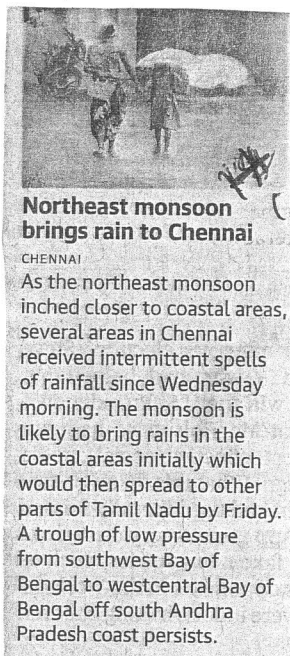 Northeast monsoon
brings rain to Chennai
CHENNAI
As the northeast monsoon
inched closer to coastal areas,
several areas in Chennai
received intermittent spells
of rainfall since Wednesday
morning. The monsoon is
likely to bring rains in the
coastal areas initially which
would then spread to other
parts of Tamil Nadu by Friday.
A trough of low pressure
from southwest Bay of
Bengal to westcentral Bay of
Bengal off south Andhra
Pradesh coast persists.